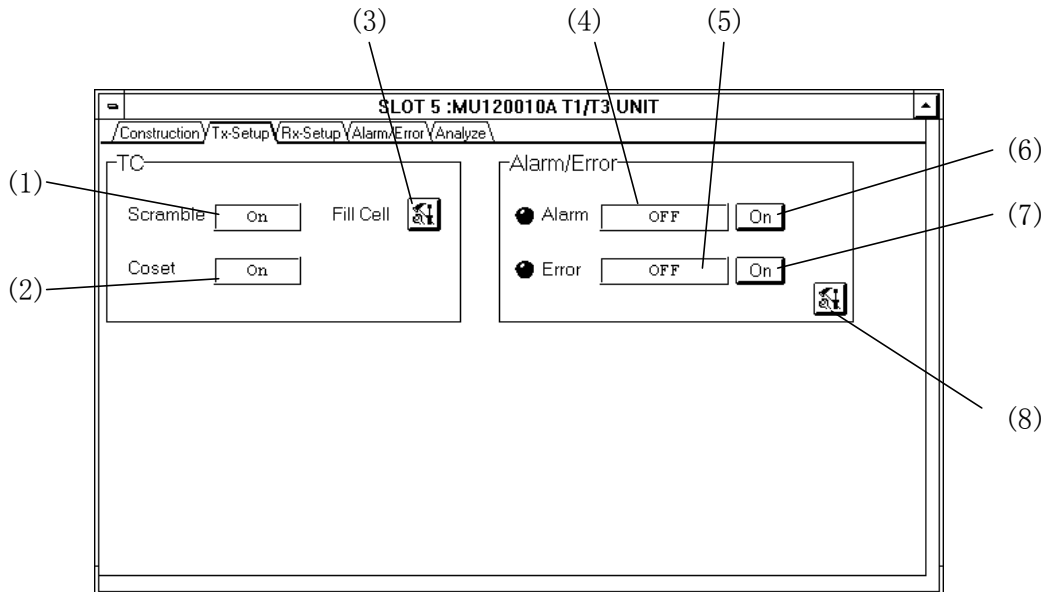 (3) (4) (5)
SLOT 5 :MU120010A T1/T3 UNIT
Construction Tx-Setup Rx-Setup Alarm/Error Analyze
TC
Alarm/Error
(1)
(6)
Scramble On Fill Cell
Alarm OFF On
(7)
Coset On
Error OFF On
(2)
(8)